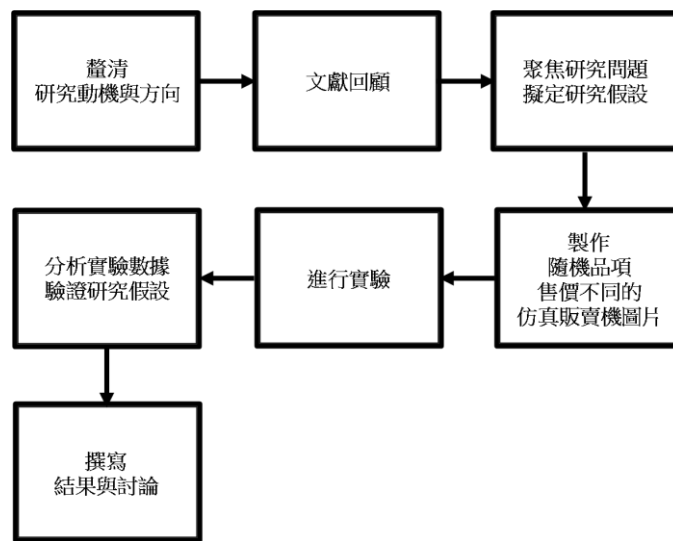 釐清
研究動機與方向
文獻回顧
聚焦研究問題
擬定研究假設
製作
隨機品項
售價不同的
仿真販賣機圖片
進行實驗
分析實驗數據
驗證研究假設
撰寫
結果與討論